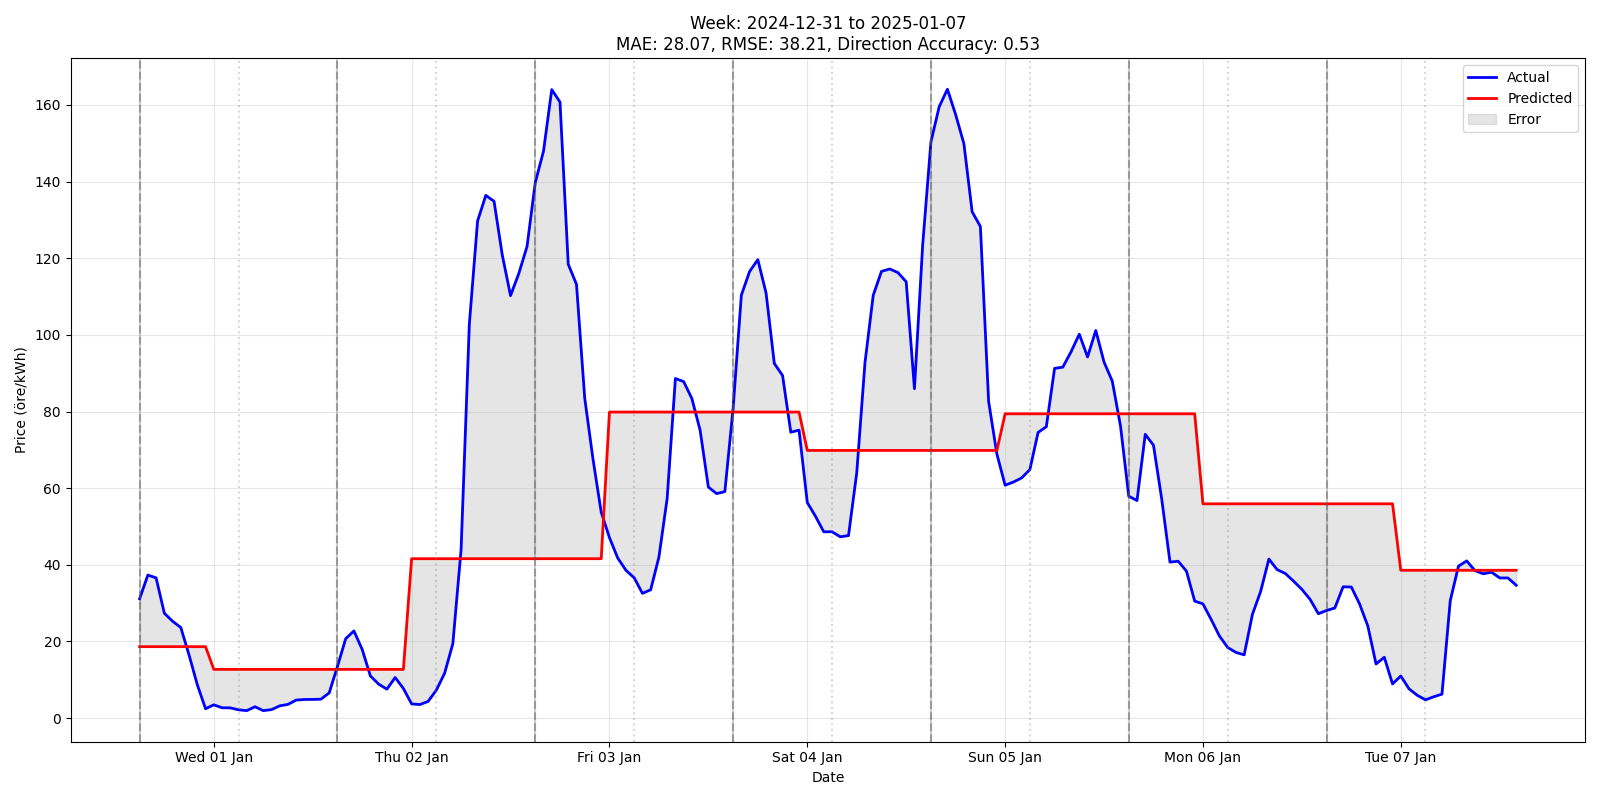 Week: 2024-12-31 to 2025-01-07
MAE: 28.07, RMSE: 38.21, Direction Accuracy: 0.53
Actual
Predicted
Error
Price (öre/kWh)
160
140
120
100
80
60
40
20
0
Wed 01 Jan
Thu 02 Jan
Fri 03 Jan
Sat 04 Jan
Sun 05 Jan
Mon 06 Jan
Tue 07 Jan
Date